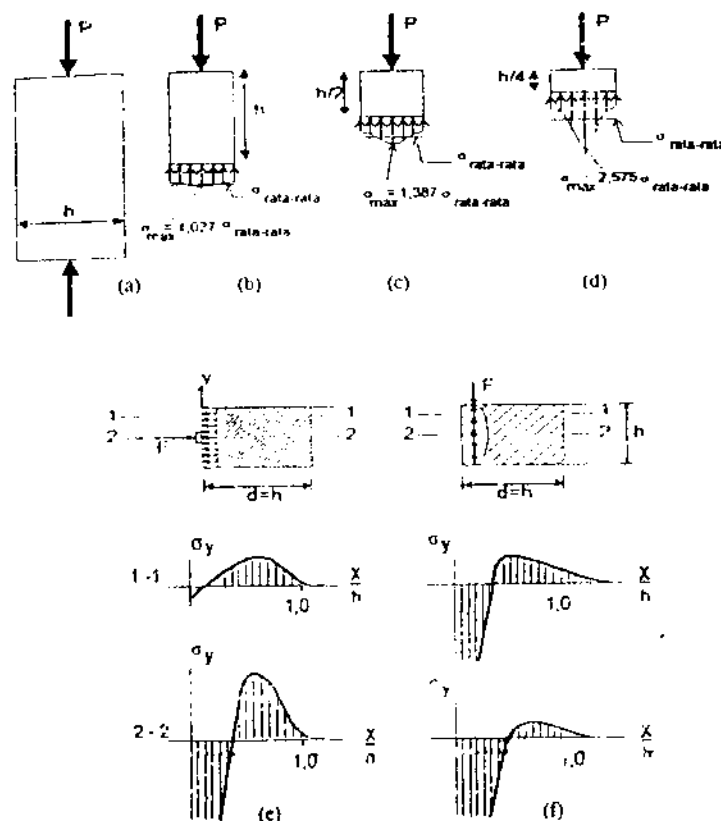 P
P
P
P
h
h
h/2
h/4
σ rata-rata
σ max = 1,027 σ rata-rata
σ rata-rata
σ max = 1,387 σ rata-rata
σ rata-rata
σ max 2,575 σ rata-rata
(a)
(b)
(c)
(d)
y
1
1
2
2
d=h
F
1
1
2
2
h
d=h
σy
1-1
1,0
x
h
σy
1,0
x
h
σy
2-2
1,0
x
σy
1,0
x
h
(e)
(f)